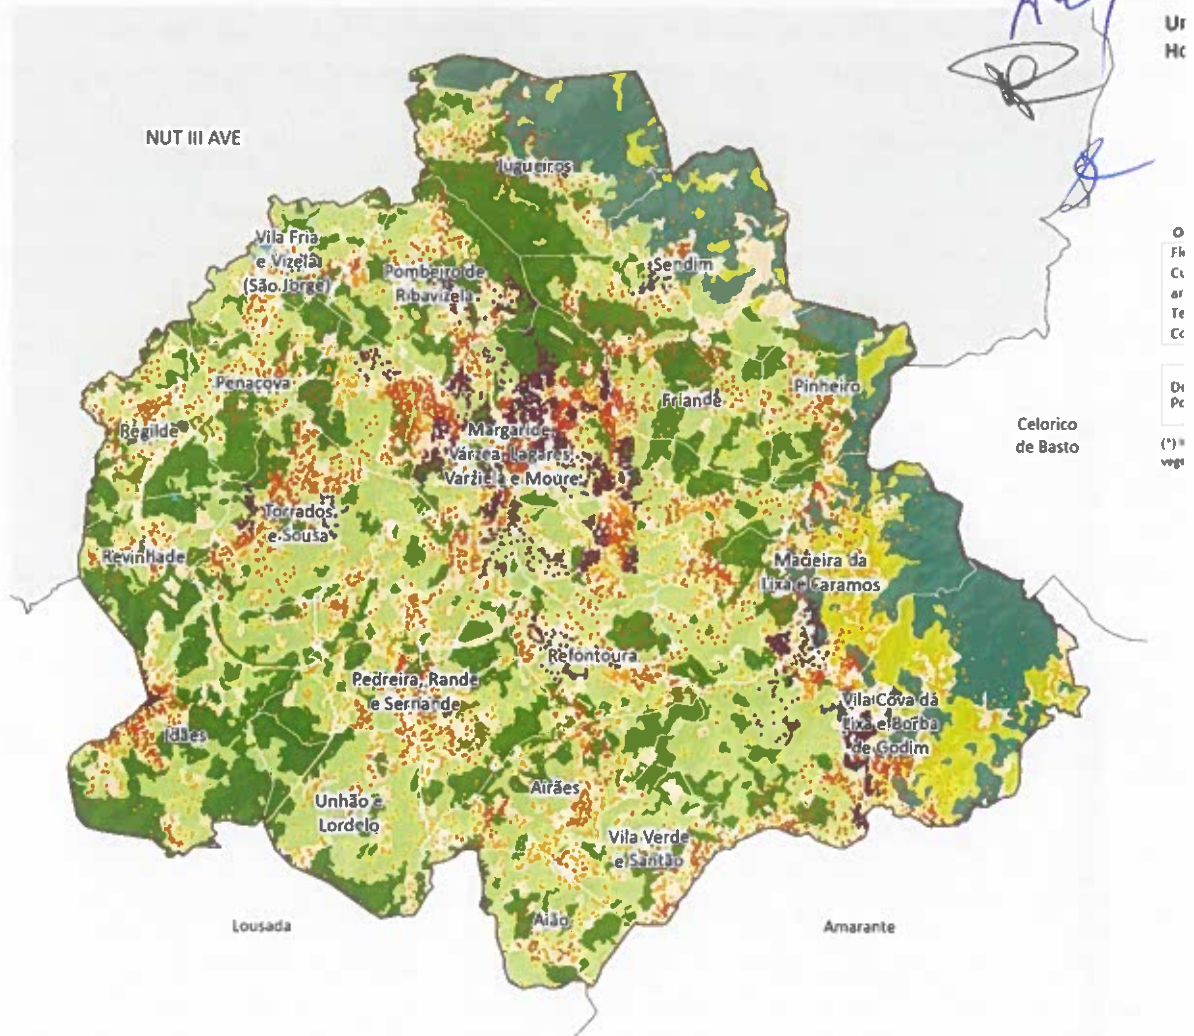 NUT III AVE
Jugueiros
Vila Fria
e Vizela
(São Jorge)
Pombeiro de
Ribavizela
Sendim
Penacova
Regilde
Friande
Pinheiro
Margaride,
Várzea, Lagares,
Varziela e Moure
Celorico
de Basto
Torrados
e Sousa
Revinhade
Macieira da
Lixa e Caramos
Refontoura
Pedreira, Rande
e Sernande
Idães
Vila Cova da
Lixa e Borba
de Godim
Airães
Unhão e
Lordelo
Vila Verde
e Santão
Aião
Lousada
Amarante